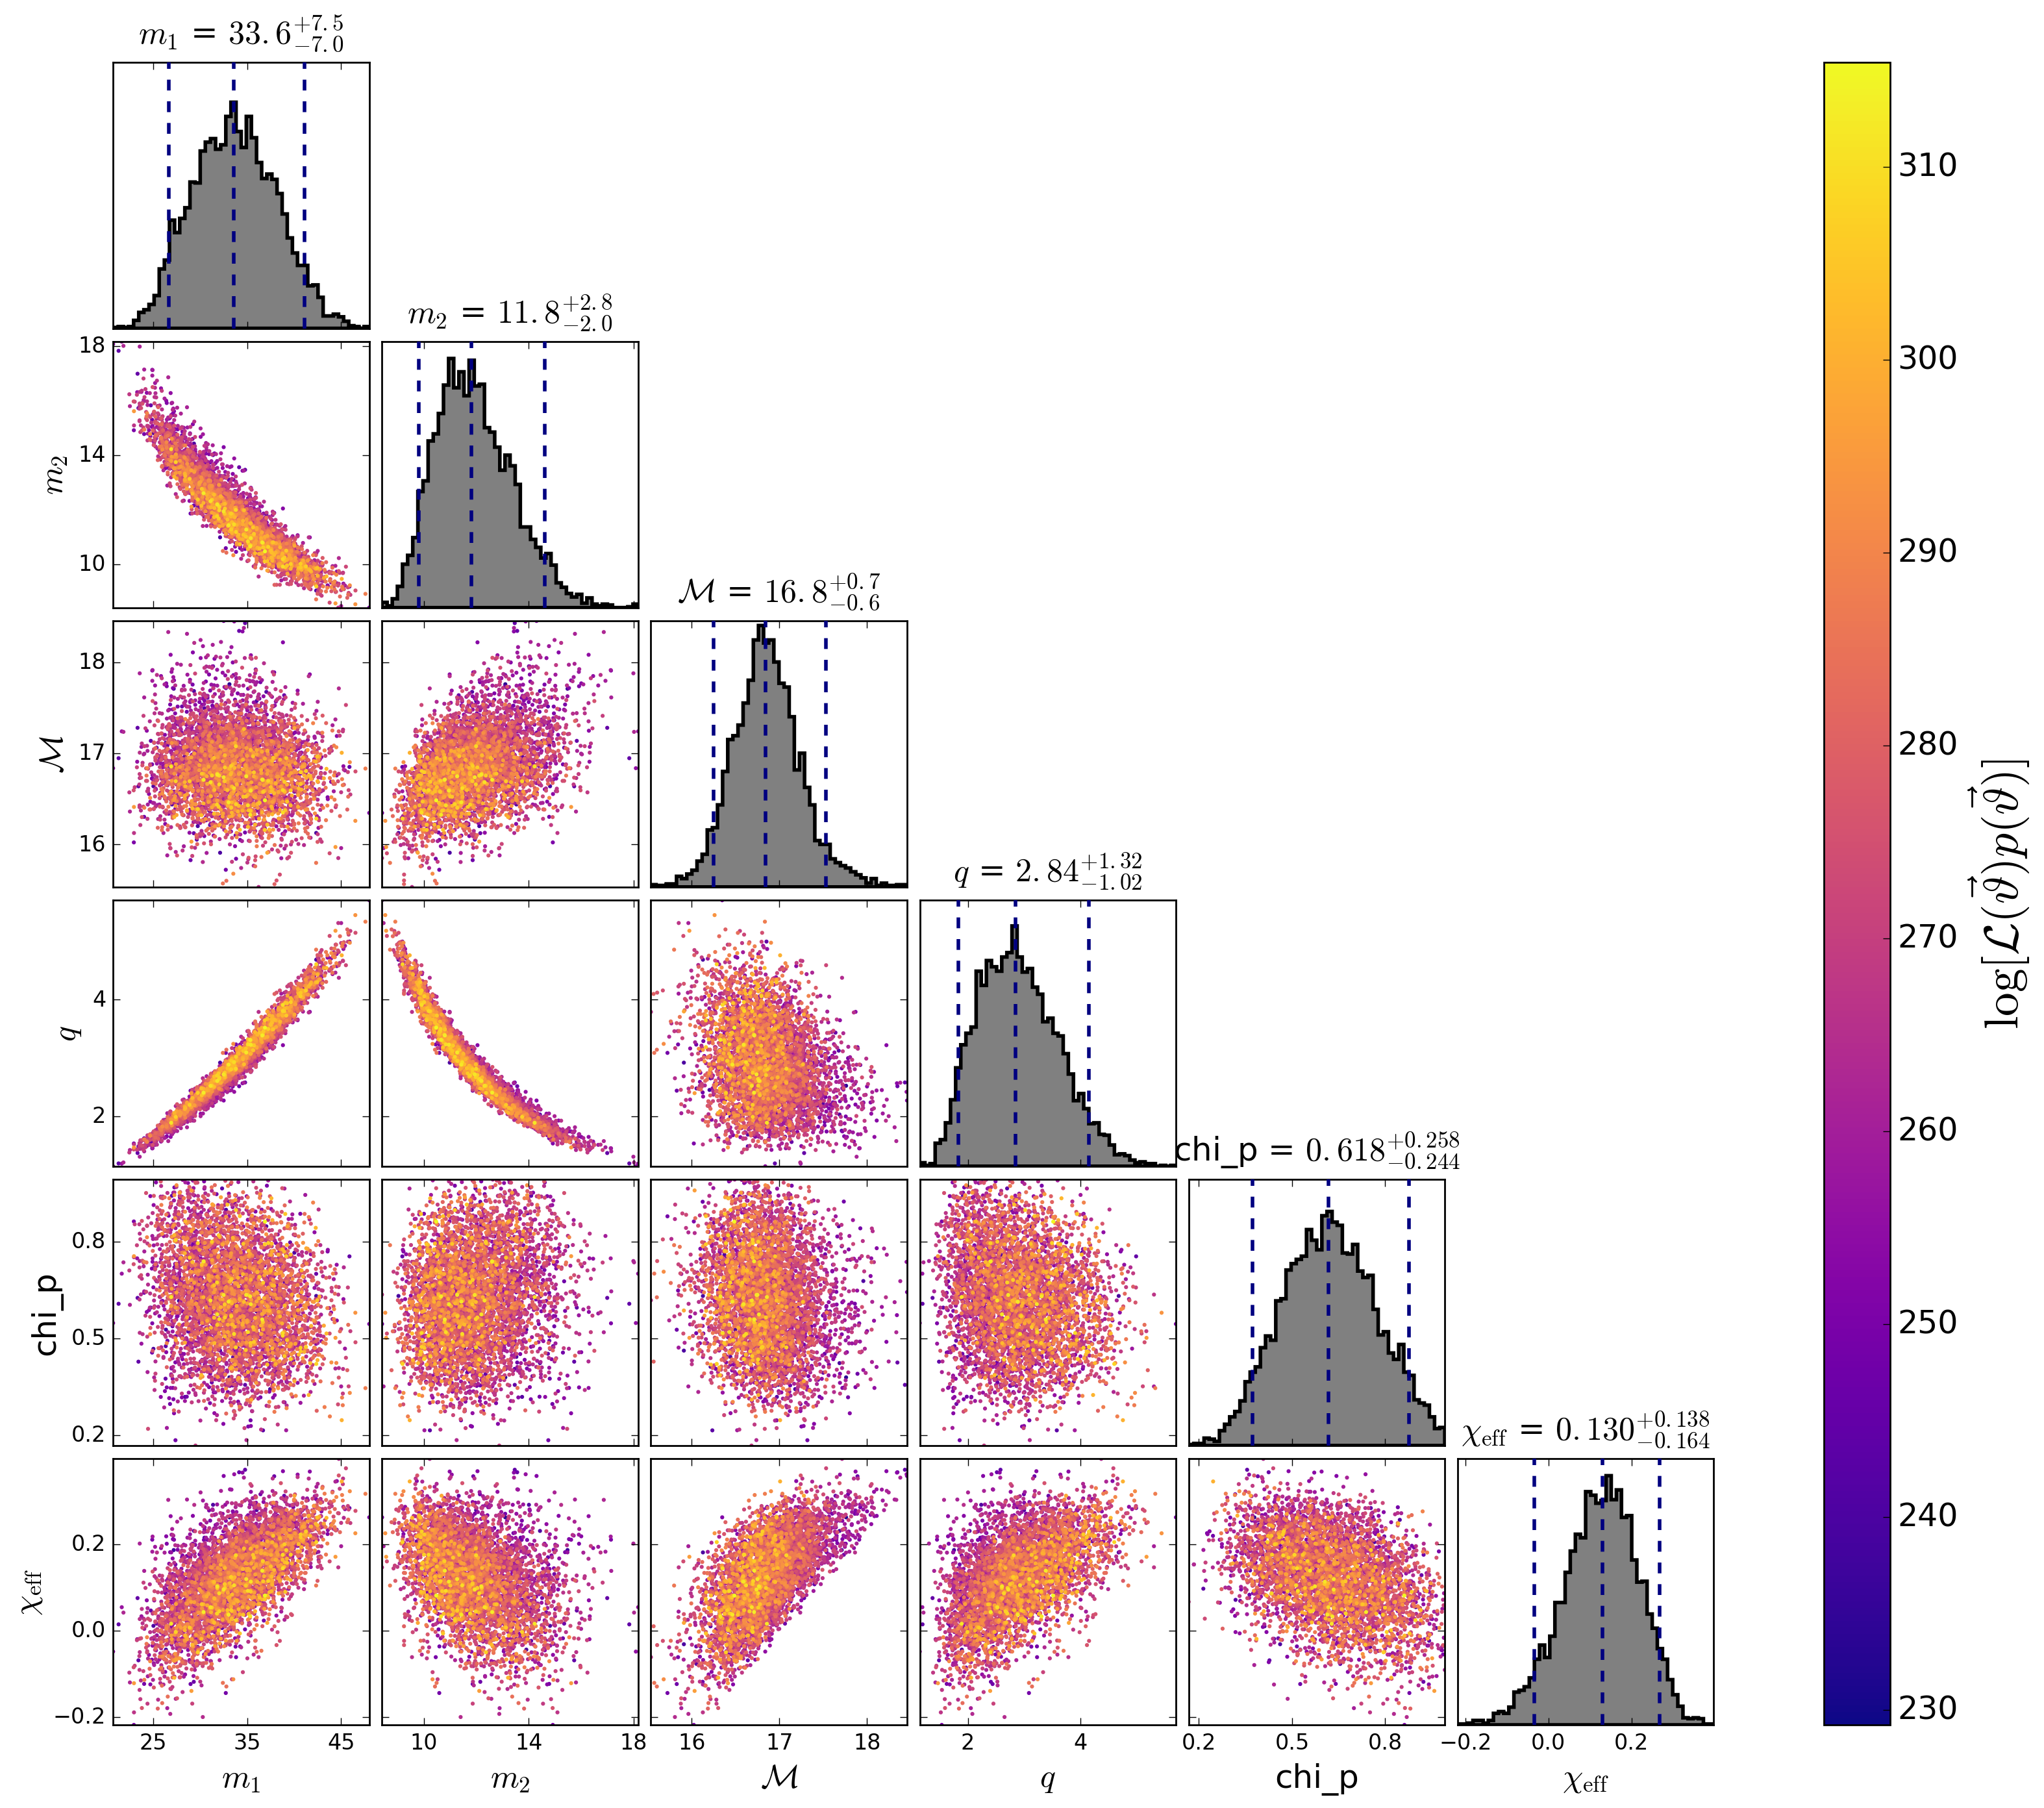 m₁ = 33.6 +7.5 −7.0
m₂ = 11.8 +2.8 −2.0
ℳ = 16.8 +0.7 −0.6
q = 2.84 +1.32 −1.02
chi_p = 0.618 +0.258 −0.244
χeff = 0.130 +0.138 −0.164
m₂
18
14
10
ℳ
18
17
16
q
4
2
chi_p
0.8
0.5
0.2
χeff
0.2
0.0
−0.2
25 35 45
10 14 18
16 17 18
2 4
0.2 0.5 0.8
−0.2 0.0 0.2
m₁
m₂
ℳ
q
chi_p
χeff
310
300
290
280
270
260
250
240
230
log[ℒ(ϑ⃗)p(ϑ⃗)]